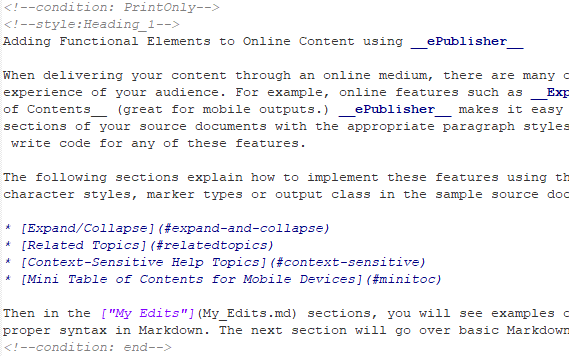 <!--condition: PrintOnly-->
<!--style:Heading_1-->
Adding Functional Elements to Online Content using __ePublisher__
When delivering your content through an online medium, there are many
experience of your audience. For example, online features such as __Exp
of Contents__ (great for mobile outputs.) __ePublisher__ makes it easy
sections of your source documents with the appropriate paragraph styles
write code for any of these features.
The following sections explain how to implement these features using th
character styles, marker types or output class in the sample source doc
* [Expand/Collapse](#expand-and-collapse)
* [Related Topics](#relatedtopics)
* [Context-Sensitive Help Topics](#context-sensitive)
* [Mini Table of Contents for Mobile Devices](#minitoc)
Then in the ["My Edits"](My_Edits.md) sections, you will see examples
proper syntax in Markdown. The next section will go over basic Markdown
<!--condition: end-->